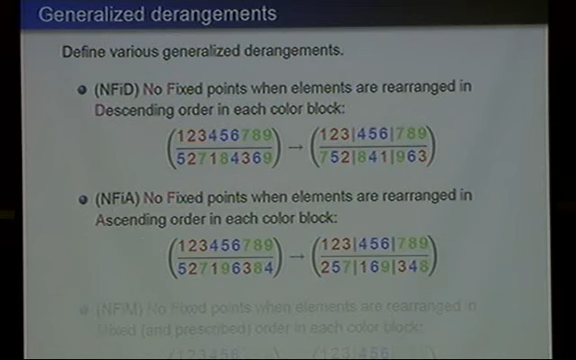 Generalized derangements
Define various generalized derangements.
(NFiD) No Fixed points when elements are rearranged in
Descending order in each color block:
(123456789 → (123|456|789
527184369) 752|841|963)
(NFiA) No Fixed points when elements are rearranged in
Ascending order in each color block:
(123456789 → (123|456|789
527196384) 257|169|348)
(NFiM) No Fixed points when elements are rearranged in
Mixed (and prescribed) order in each color block: